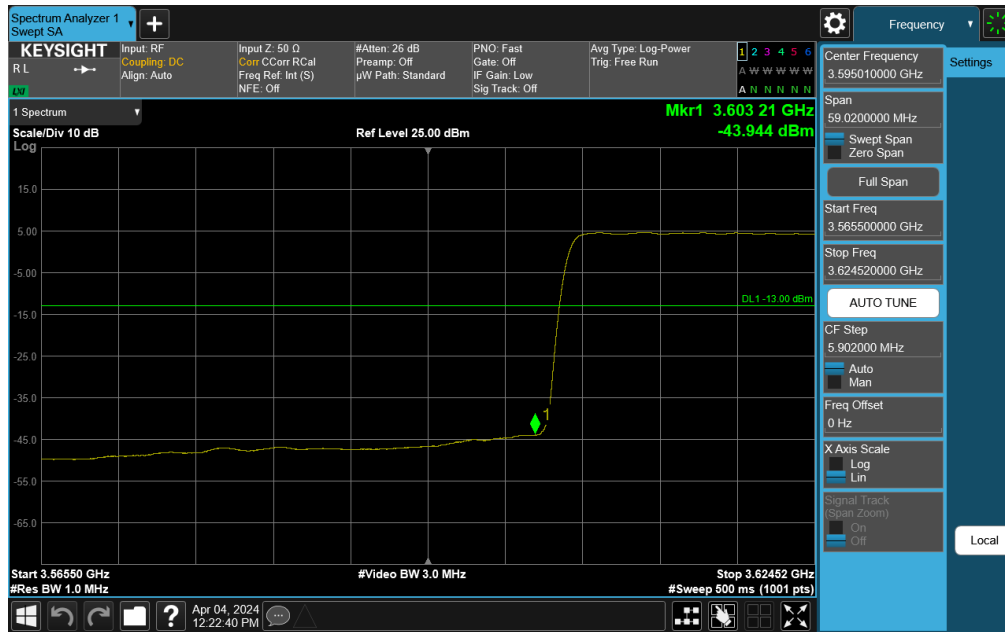 Spectrum Analyzer 1
Swept SA
Frequency
KEYSIGHT
R L
LXI
Input: RF
Coupling: DC
Align: Auto
Input Z: 50 Ω
Corr CCorr RCal
Freq Ref: Int (S)
NFE: Off
#Atten: 26 dB
Preamp: Off
µW Path: Standard
PNO: Fast
Gate: Off
IF Gain: Low
Sig Track: Off
Avg Type: Log-Power
Trig: Free Run
1 2 3 4 5 6
A W W W W W
A N N N N N
1 Spectrum
Scale/Div 10 dB
Log
Ref Level 25.00 dBm
Mkr1 3.603 21 GHz
-43.944 dBm
15.0
5.00
-5.00
-15.0
-25.0
-35.0
-45.0
-55.0
-65.0
DL1 -13.00 dBm
1
Start 3.56550 GHz
#Res BW 1.0 MHz
#Video BW 3.0 MHz
Stop 3.62452 GHz
#Sweep 500 ms (1001 pts)
Center Frequency
3.595010000 GHz
Span
59.0200000 MHz
Swept Span
Zero Span
Full Span
Start Freq
3.565500000 GHz
Stop Freq
3.624520000 GHz
AUTO TUNE
CF Step
5.902000 MHz
Auto
Man
Freq Offset
0 Hz
X Axis Scale
Log
Lin
Signal Track
(Span Zoom)
On
Off
Settings
Local
?
Apr 04, 2024
12:22:40 PM